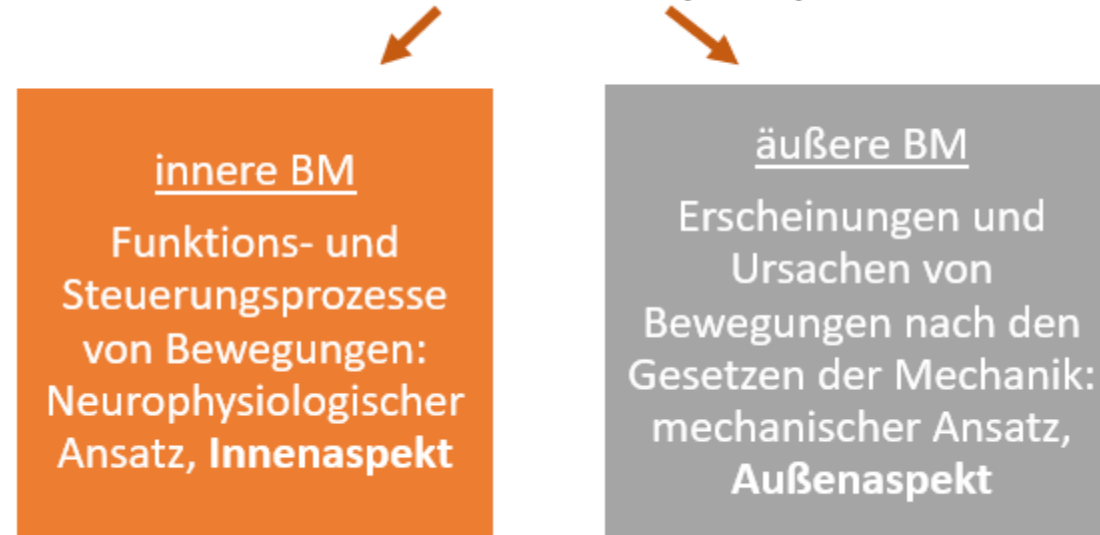 innere BM
Funktions- und
Steuerungsprozesse
von Bewegungen:
Neurophysiologischer
Ansatz, Innenaspekt
äußere BM
Erscheinungen und
Ursachen von
Bewegungen nach den
Gesetzen der Mechanik:
mechanischer Ansatz,
Außenaspekt